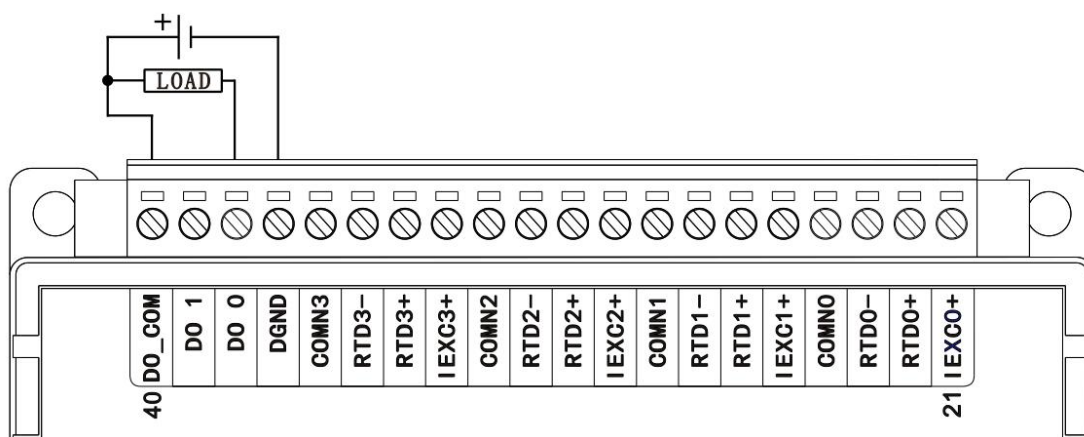 +
LOAD
40 DO_COM
DO 1
DO 0
DGND
COMN3
RTD3-
RTD3+
IEXC3+
COMN2
RTD2-
RTD2+
IEXC2+
COMN1
RTD1-
RTD1+
IEXC1+
COMN0
RTD0-
RTD0+
21 IEXC0+